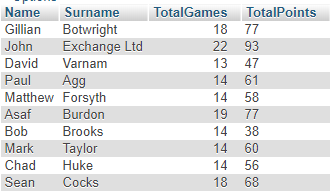 Name Surname TotalGames TotalPoints
Gillian Botwright 18 77
John Exchange Ltd 22 93
David Varnam 13 47
Paul Agg 14 61
Matthew Forsyth 14 58
Asaf Burdon 19 77
Bob Brooks 14 38
Mark Taylor 14 60
Chad Huke 14 56
Sean Cocks 18 68